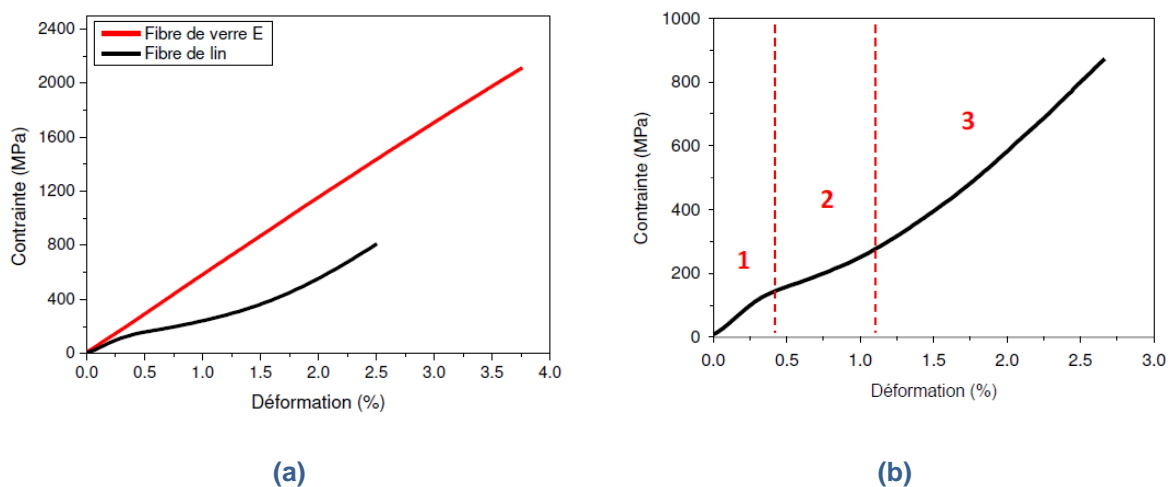 Fibre de verre E
Fibre de lin
2400
2000
1600
1200
800
400
0
Contrainte (MPa)
0.0 0.5 1.0 1.5 2.0 2.5 3.0 3.5 4.0
Déformation (%)
(a)
1000
800
600
400
200
0
Contrainte (MPa)
1
2
3
0.0 0.5 1.0 1.5 2.0 2.5 3.0
Déformation (%)
(b)